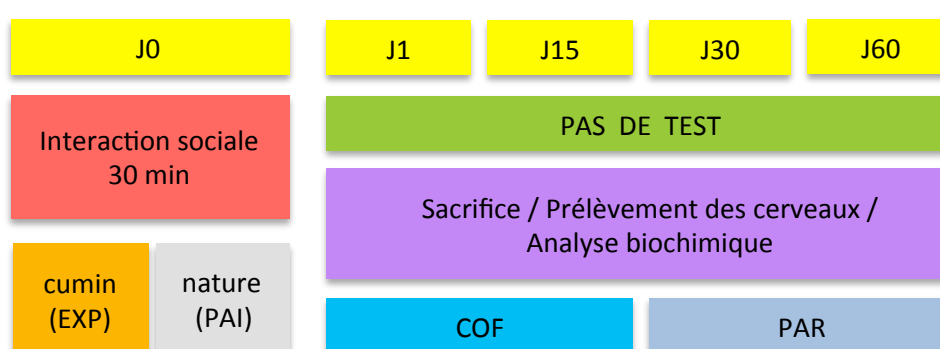 J0
J1
J15
J30
J60
Interaction sociale
30 min
PAS DE TEST
Sacrifice / Prélèvement des cerveaux /
Analyse biochimique
cumin
(EXP)
nature
(PAI)
COF
PAR